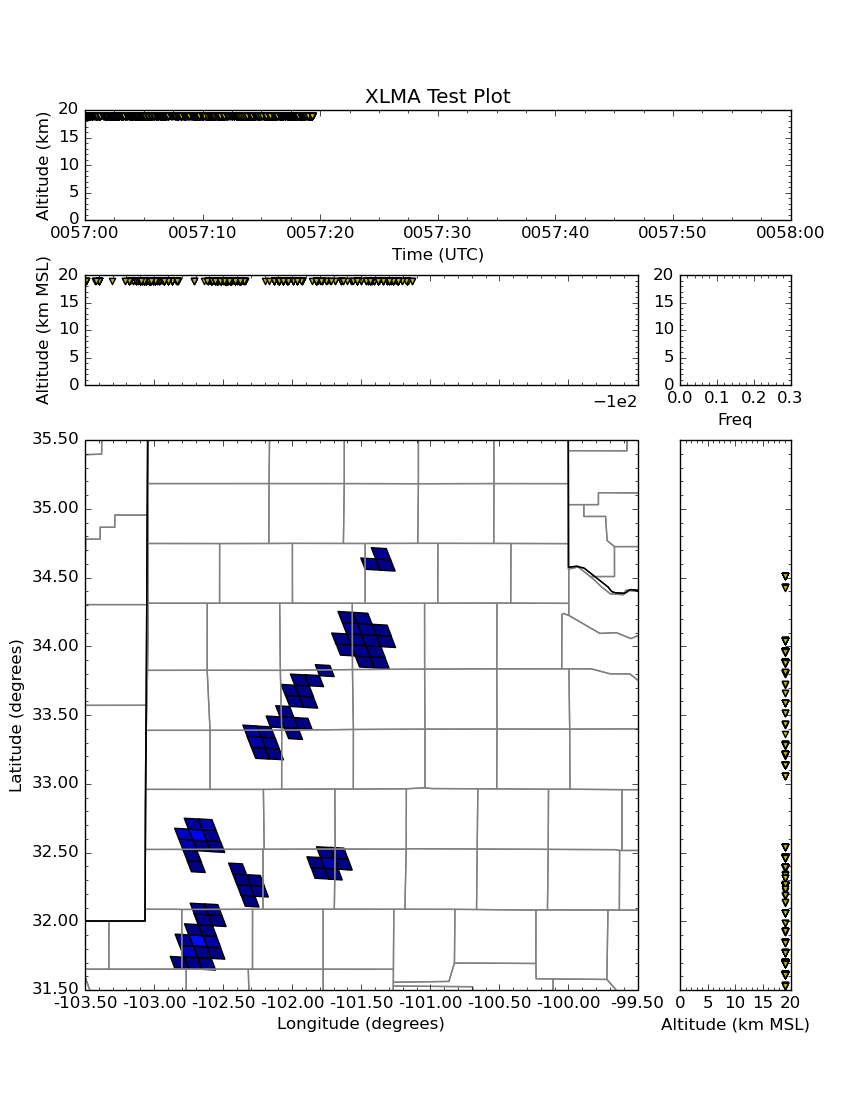 XLMA Test Plot
20
15
10
5
0
Altitude (km)
0057:00 0057:10 0057:20 0057:30 0057:40 0057:50 0058:00
Time (UTC)
20
15
10
5
0
Altitude (km MSL)
−1e2
20
15
10
5
0
0.0 0.1 0.2 0.3
Freq
35.50
35.00
34.50
34.00
33.50
33.00
32.50
32.00
31.50
Latitude (degrees)
-103.50 -103.00 -102.50 -102.00 -101.50 -101.00 -100.50 -100.00 -99.50
Longitude (degrees)
0 5 10 15 20
Altitude (km MSL)